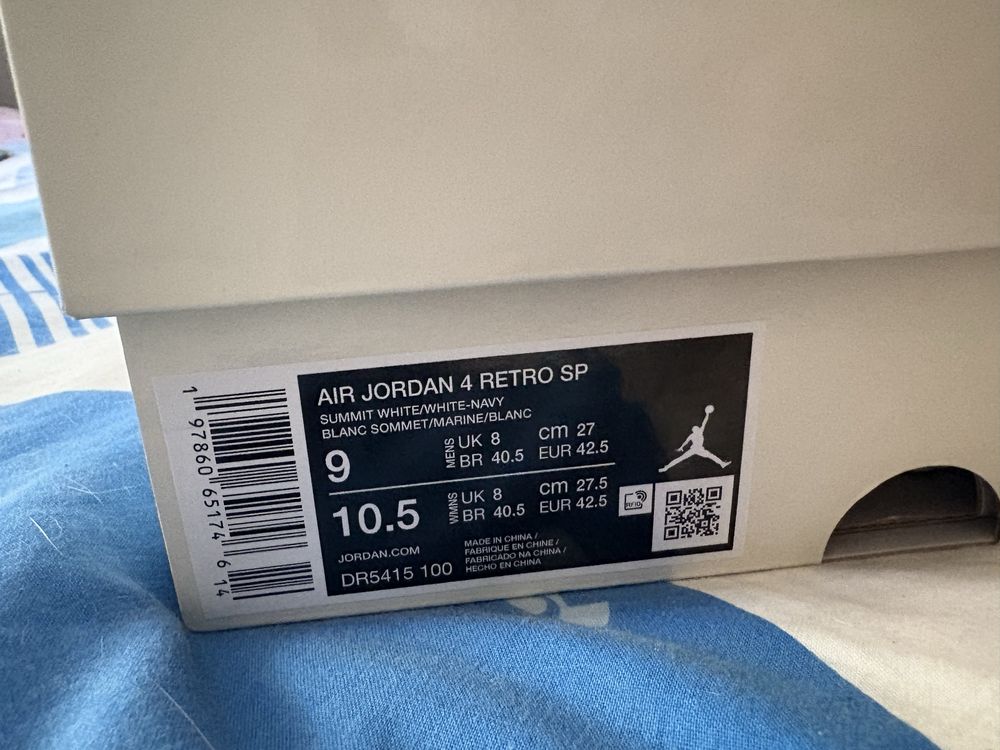 AIR JORDAN 4 RETRO SP
SUMMIT WHITE/WHITE-NAVY
BLANC SOMMET/MARINE/BLANC
9
MENS
UK 8 cm 27
BR 40.5 EUR 42.5
10.5
WMNS
UK 8 cm 27.5
BR 40.5 EUR 42.5
JORDAN.COM
DR5415 100
MADE IN CHINA /
FABRIQUE EN CHINE /
FABRICADO NA CHINA /
HECHO EN CHINA
1 97860 65174 6 14